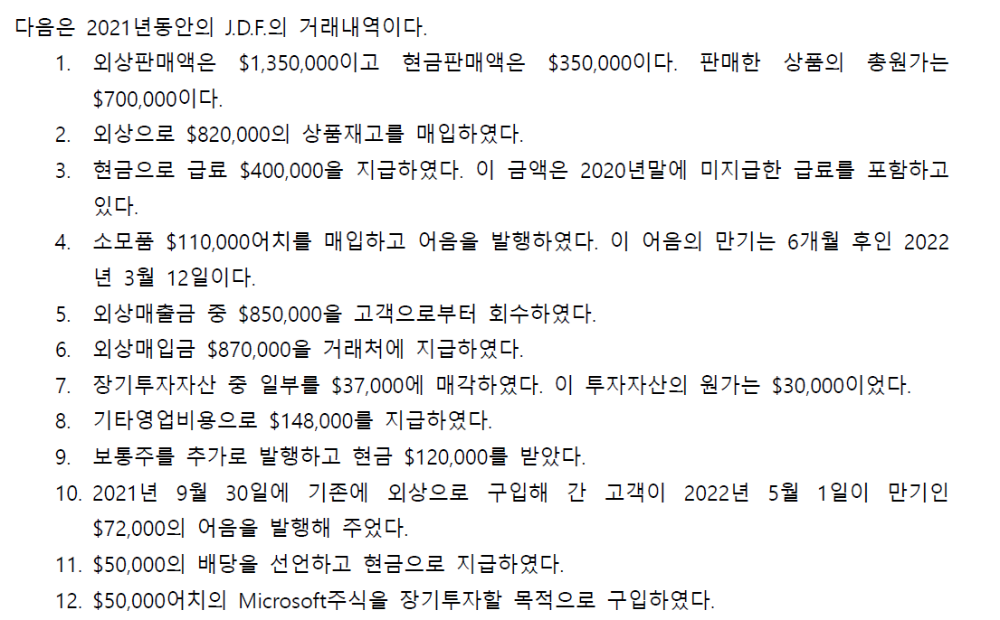 다음은 2021년동안의 J.D.F.의 거래내역이다.
1. 외상판매액은 $1,350,000이고 현금판매액은 $350,000이다. 판매한 상품의 총원가는
$700,000이다.
2. 외상으로 $820,000의 상품재고를 매입하였다.
3. 현금으로 급료 $400,000을 지급하였다. 이 금액은 2020년말에 미지급한 급료를 포함하고
있다.
4. 소모품 $110,000어치를 매입하고 어음을 발행하였다. 이 어음의 만기는 6개월 후인 2022
년 3월 12일이다.
5. 외상매출금 중 $850,000을 고객으로부터 회수하였다.
6. 외상매입금 $870,000을 거래처에 지급하였다.
7. 장기투자자산 중 일부를 $37,000에 매각하였다. 이 투자자산의 원가는 $30,000이었다.
8. 기타영업비용으로 $148,000를 지급하였다.
9. 보통주를 추가로 발행하고 현금 $120,000를 받았다.
10. 2021년 9월 30일에 기존에 외상으로 구입해 간 고객이 2022년 5월 1일이 만기인
$72,000의 어음을 발행해 주었다.
11. $50,000의 배당을 선언하고 현금으로 지급하였다.
12. $50,000어치의 Microsoft주식을 장기투자할 목적으로 구입하였다.